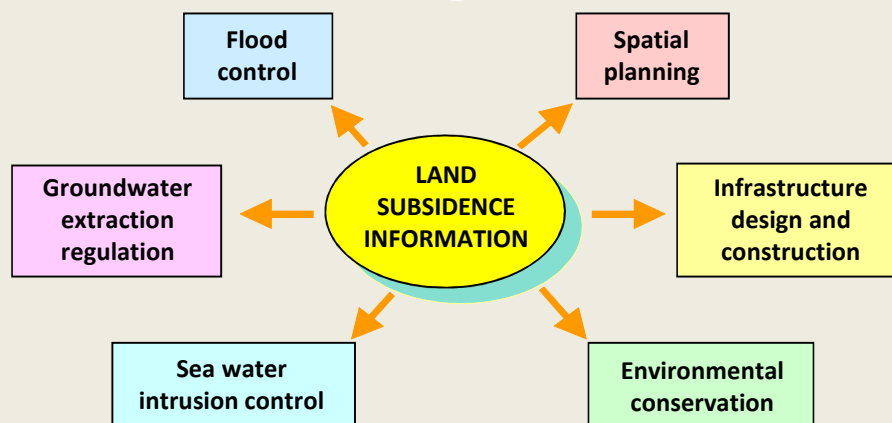 Flood
control
Spatial
planning
LAND
SUBSIDENCE
INFORMATION
Groundwater
extraction
regulation
Infrastructure
design and
construction
Sea water
intrusion control
Environmental
conservation